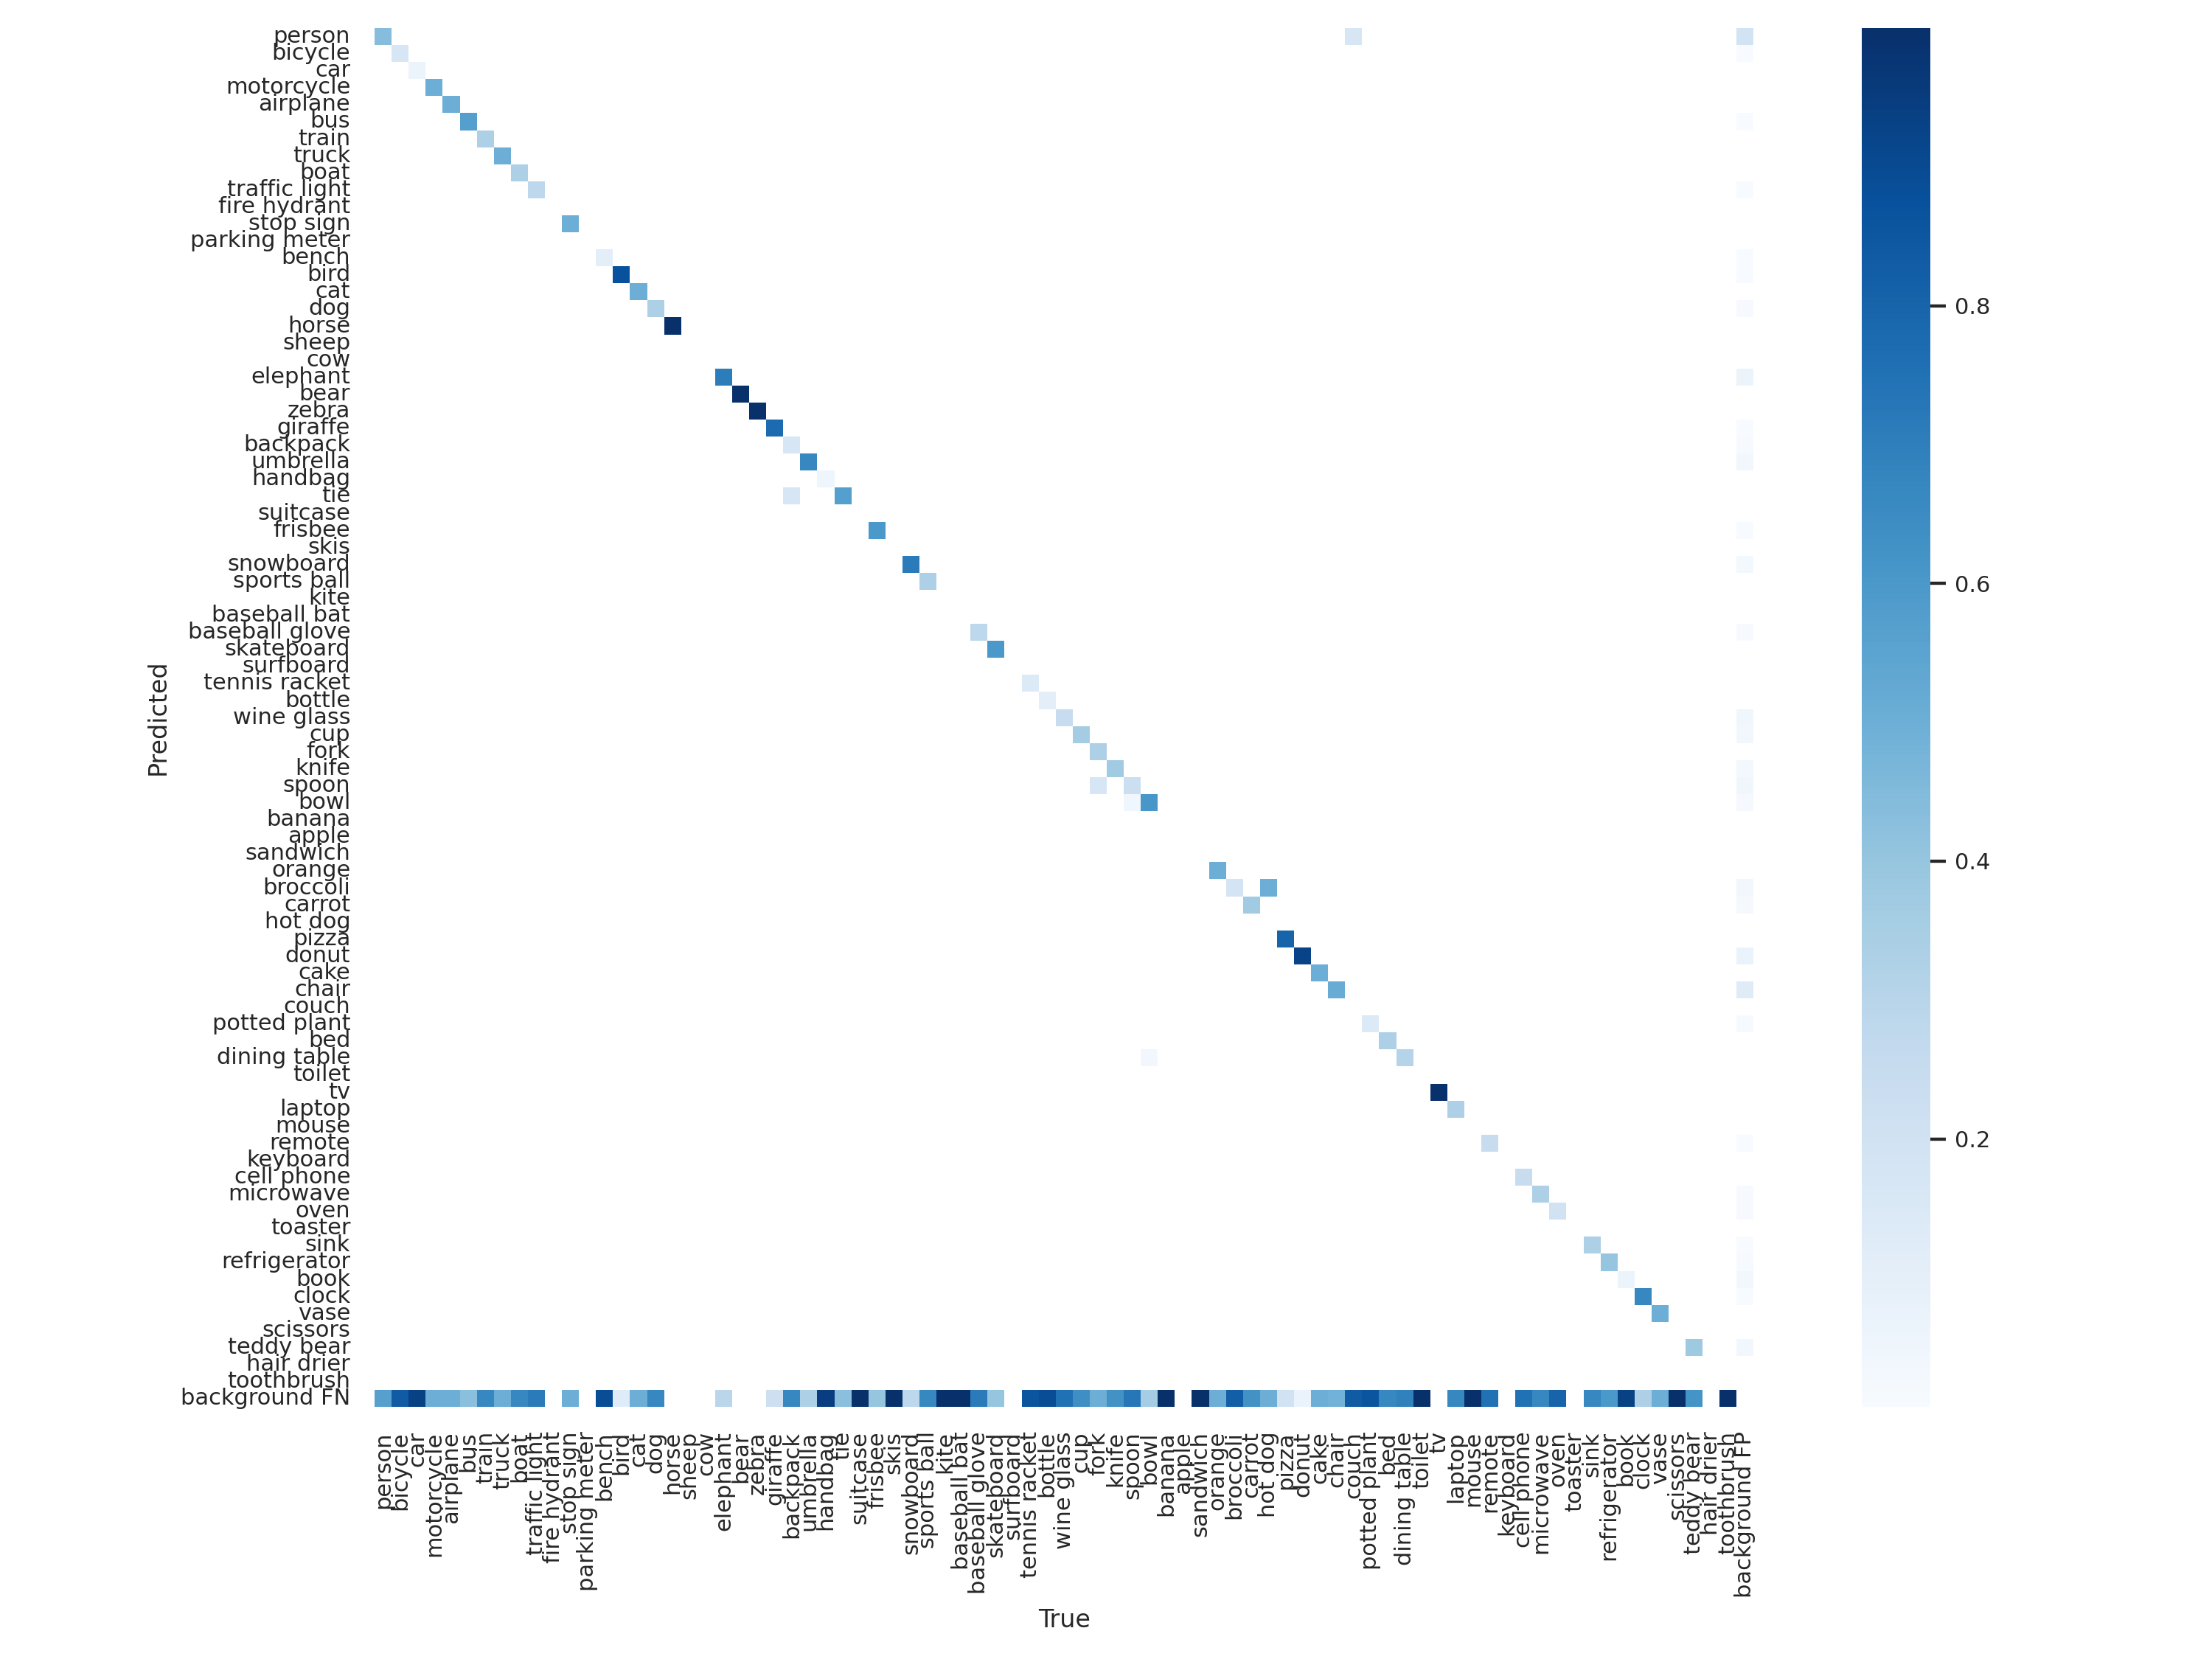 person
bicycle
car
motorcycle
airplane
bus
train
truck
boat
traffic light
fire hydrant
stop sign
parking meter
bench
bird
cat
dog
horse
sheep
cow
elephant
bear
zebra
giraffe
backpack
umbrella
handbag
tie
suitcase
frisbee
skis
snowboard
sports ball
kite
baseball bat
baseball glove
skateboard
surfboard
tennis racket
bottle
wine glass
cup
fork
knife
spoon
bowl
banana
apple
sandwich
orange
broccoli
carrot
hot dog
pizza
donut
cake
chair
couch
potted plant
bed
dining table
toilet
tv
laptop
mouse
remote
keyboard
cell phone
microwave
oven
toaster
sink
refrigerator
book
clock
vase
scissors
teddy bear
hair drier
toothbrush
background FN
Predicted
person
bicycle
car
motorcycle
airplane
bus
train
truck
boat
traffic light
fire hydrant
stop sign
parking meter
bench
bird
cat
dog
horse
sheep
cow
elephant
bear
zebra
giraffe
backpack
umbrella
handbag
tie
suitcase
frisbee
skis
snowboard
sports ball
kite
baseball bat
baseball glove
skateboard
surfboard
tennis racket
bottle
wine glass
cup
fork
knife
spoon
bowl
banana
apple
sandwich
orange
broccoli
carrot
hot dog
pizza
donut
cake
chair
couch
potted plant
bed
dining table
toilet
tv
laptop
mouse
remote
keyboard
cell phone
microwave
oven
toaster
sink
refrigerator
book
clock
vase
scissors
teddy bear
hair drier
toothbrush
background FP
True
0.8
0.6
0.4
0.2